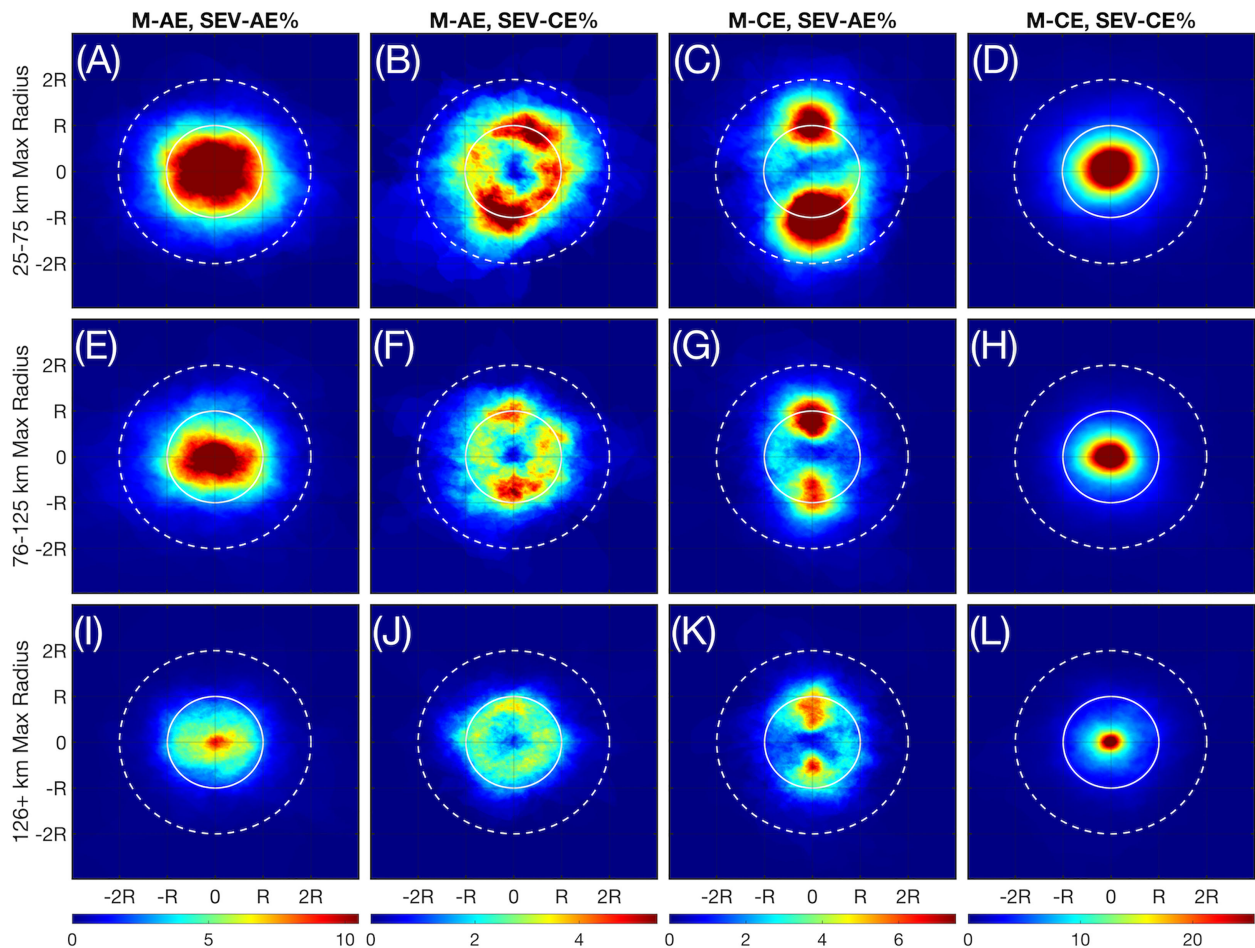 M-AE, SEV-AE% M-AE, SEV-CE% M-CE, SEV-AE% M-CE, SEV-CE%
(A) (B) (C) (D)
25-75 km Max Radius
2R
R
0
-R
-2R
(E) (F) (G) (H)
76-125 km Max Radius
2R
R
0
-R
-2R
(I) (J) (K) (L)
126+ km Max Radius
2R
R
0
-R
-2R
-2R -R 0 R 2R -2R -R 0 R 2R -2R -R 0 R 2R -2R -R 0 R 2R
0 5 10 0 2 4 0 2 4 6 0 10 20